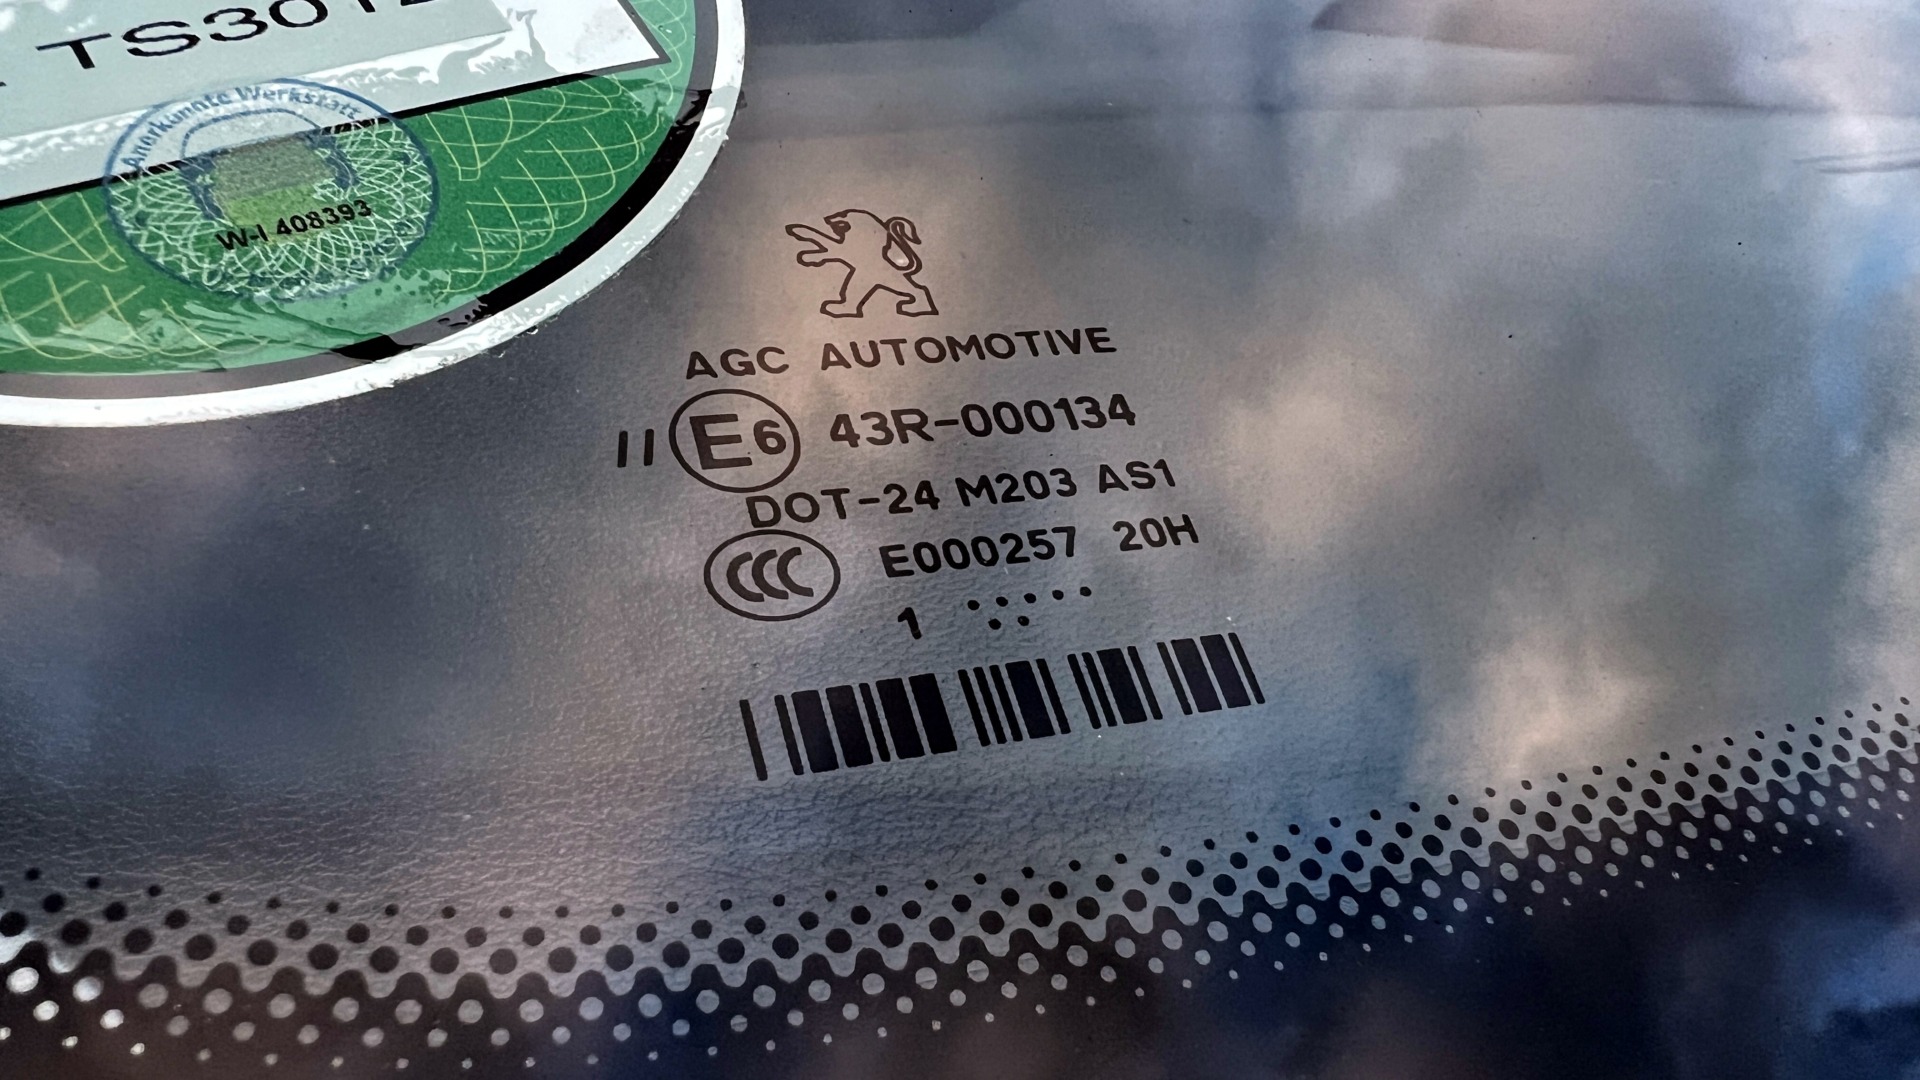 TS301
Anerkannte Werkstatt
W-I 408393
AGC AUTOMOTIVE
II E6 43R-000134
DOT-24 M203 AS1
CCC E000257 20H
1